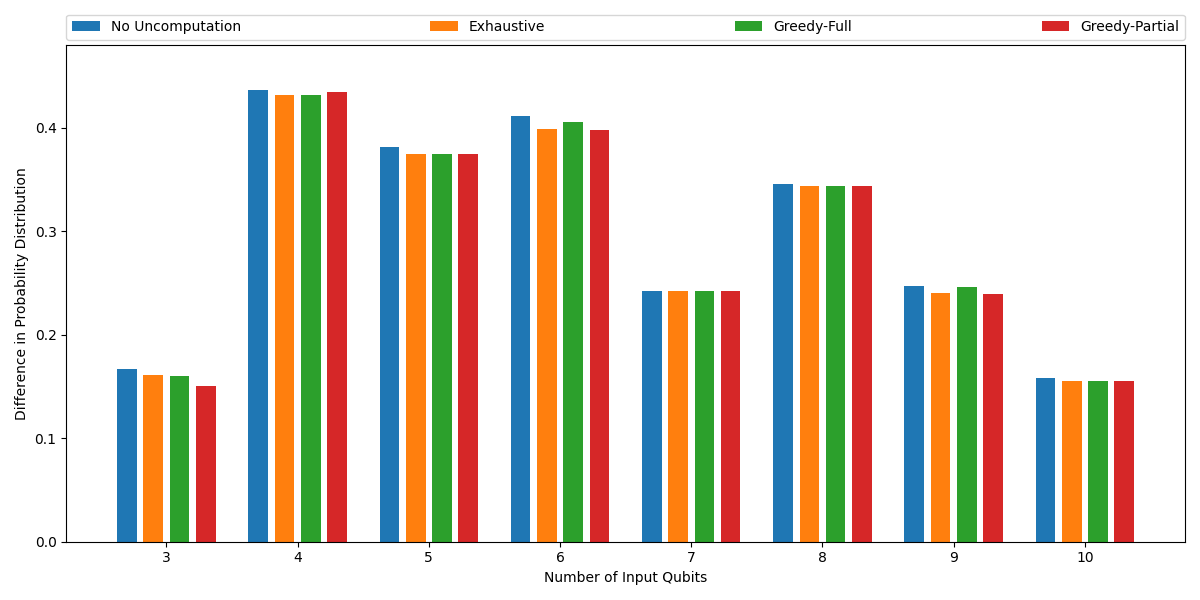 No Uncomputation Exhaustive Greedy-Full Greedy-Partial
Difference in Probability Distribution
0.4
0.3
0.2
0.1
0.0
3 4 5 6 7 8 9 10
Number of Input Qubits